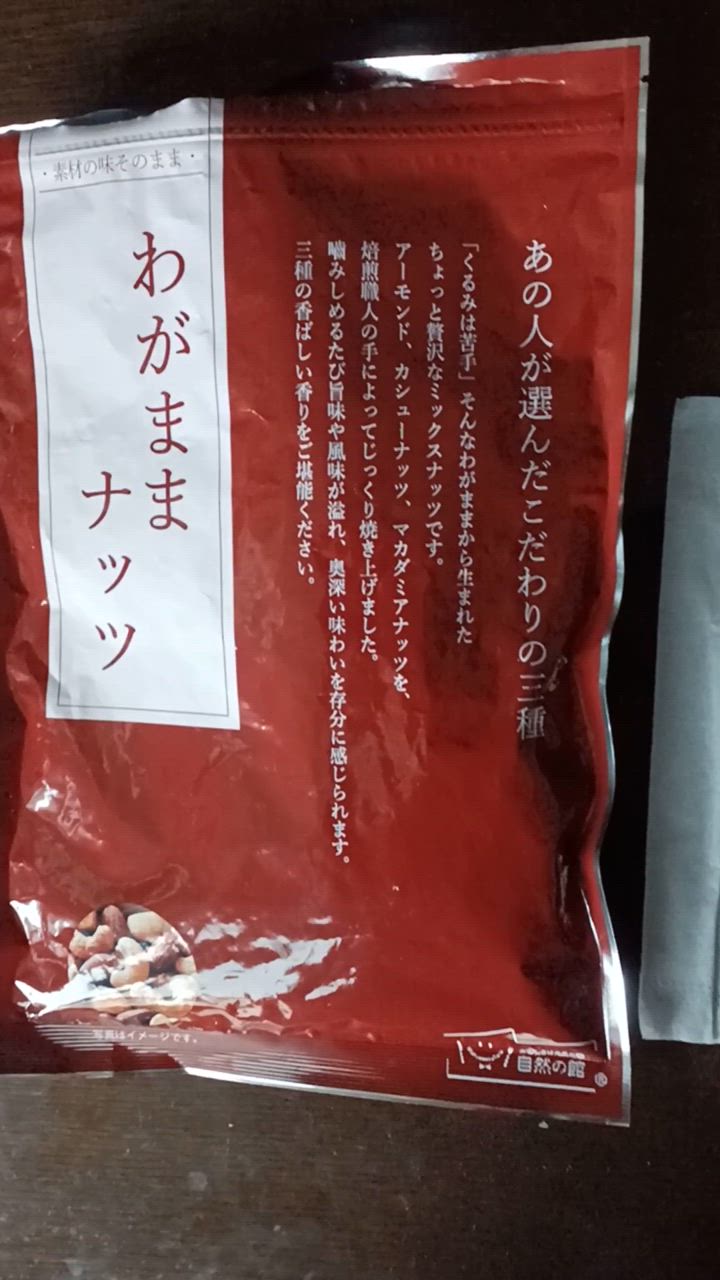 あの人が選んだこだわりの三種
「くるみは苦手」そんなわがままから生まれた
ちょっと贅沢なミックスナッツです。
アーモンド、カシューナッツ、マカダミアナッツを、
焙煎職人の手によってじっくり焼き上げました。
噛みしめるたび旨味や風味が溢れ、奥深い味わいを存分に感じられます。
三種の香ばしい香りをご堪能ください。
・素材の味そのまま・
わがまま
ナッツ
写真はイメージです。
自然の館®